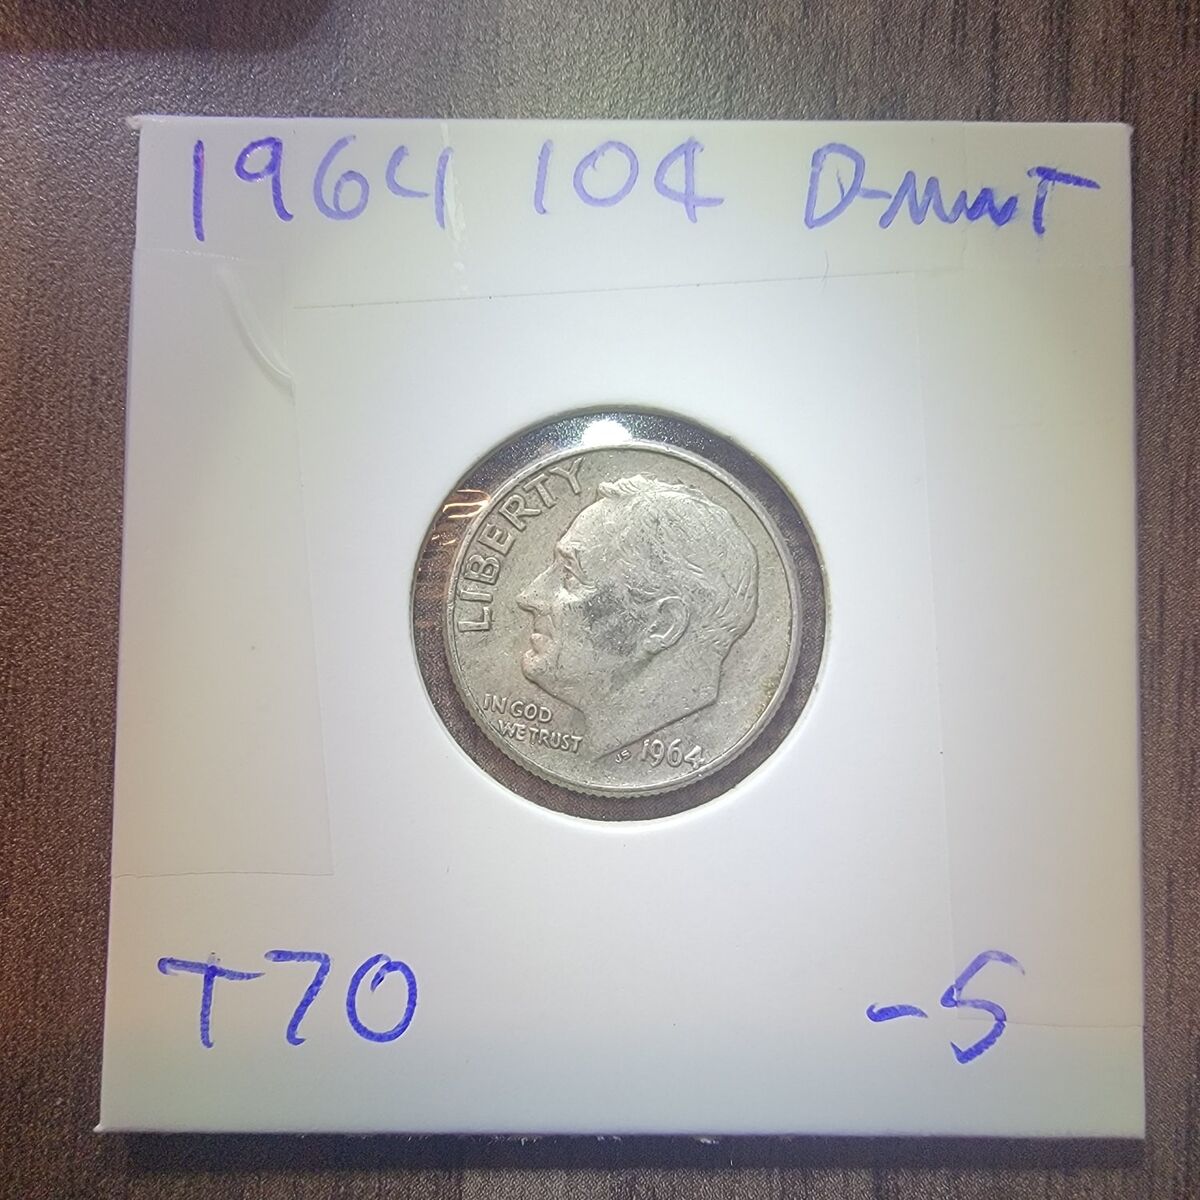 1964 10¢ D-MINT
LIBERTY
IN GOD
WE TRUST
JS 1964
T70 -5